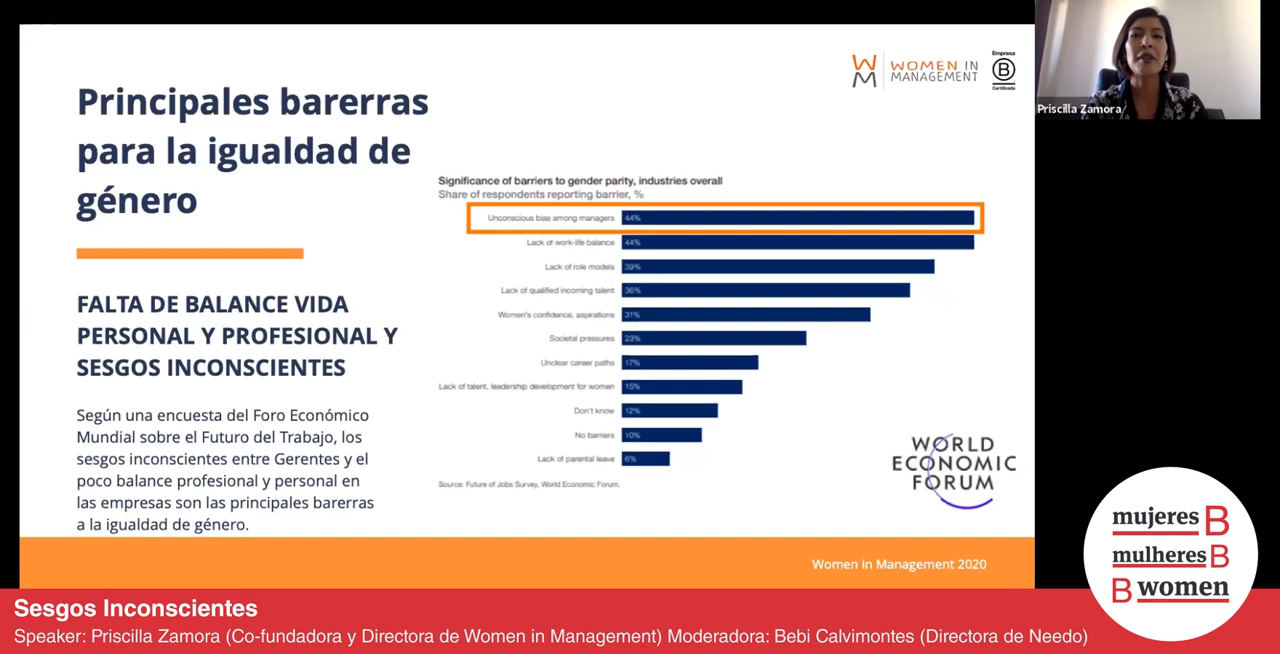 Principales barerras
para la igualdad de
género
FALTA DE BALANCE VIDA
PERSONAL Y PROFESIONAL Y
SESGOS INCONSCIENTES
Según una encuesta del Foro Económico
Mundial sobre el Futuro del Trabajo, los
sesgos inconscientes entre Gerentes y el
poco balance profesional y personal en
las empresas son las principales barerras
a la igualdad de género.
WM
WOMEN IN
MANAGEMENT
Empresa
B
Certificada
Significance of barriers to gender parity, industries overall
Share of respondents reporting barrier, %
Unconscious bias among managers 44%
Lack of work-life balance 44%
Lack of role models 39%
Lack of qualified incoming talent 36%
Women's confidence, aspirations 31%
Societal pressures 23%
Unclear career paths 17%
Lack of talent, leadership development for women 15%
Don't know 12%
No barriers 10%
Lack of parental leave 6%
Source: Future of Jobs Survey, World Economic Forum.
WORLD
ECONOMIC
FORUM
Women in Management 2020
Priscilla Zamora
mujeres B
mulheres B
B women
Sesgos Inconscientes
Speaker: Priscilla Zamora (Co-fundadora y Directora de Women in Management) Moderadora: Bebi Calvimontes (Directora de Needo)